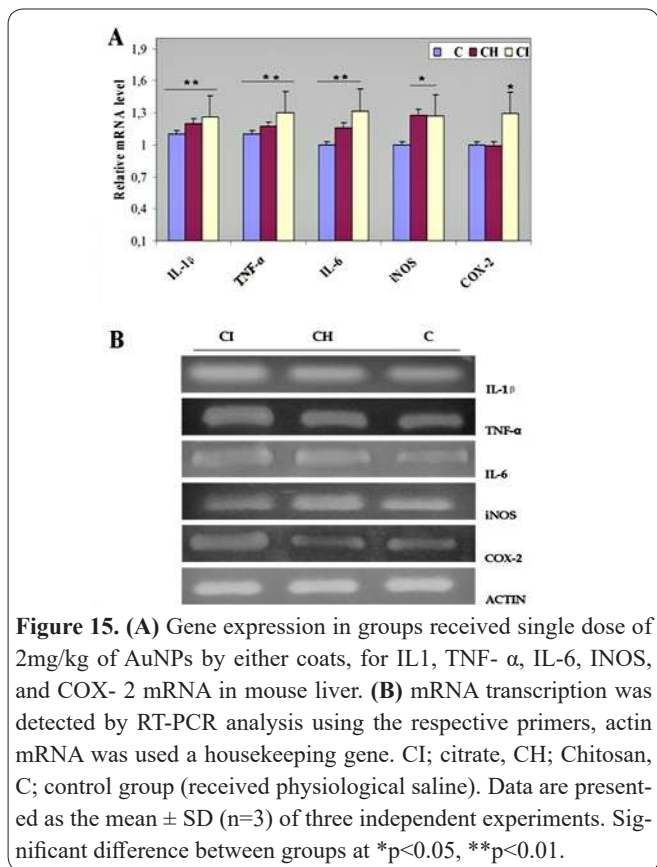 A
C CH CI
Relative mRNA level
1,9
1,6
1,3
1
0,7
0,4
0,1
** ** ** * *
IL-1β TNF-α IL-6 iNOS COX-2
B
CI CH C
IL-1β
TNF-α
IL-6
iNOS
COX-2
ACTIN
Figure 15. (A) Gene expression in groups received single dose of
2mg/kg of AuNPs by either coats, for IL1, TNF- α, IL-6, INOS,
and COX- 2 mRNA in mouse liver. (B) mRNA transcription was
detected by RT-PCR analysis using the respective primers, actin
mRNA was used a housekeeping gene. CI; citrate, CH; Chitosan,
C; control group (received physiological saline). Data are present-
ed as the mean ± SD (n=3) of three independent experiments. Sig-
nificant difference between groups at *p<0.05, **p<0.01.